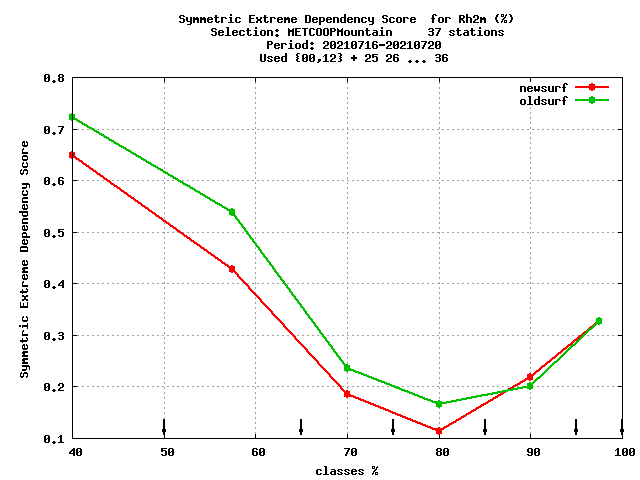 Symmetric Extreme Dependency Score  for Rh2m (%)
Selection: METCOOPMountain     37 stations
Period: 20210716-20210720
Used {00,12} + 25 26 ... 36
newsurf
oldsurf
Symmetric Extreme Dependency Score
0.8
0.7
0.6
0.5
0.4
0.3
0.2
0.1
40 50 60 70 80 90 100
classes %